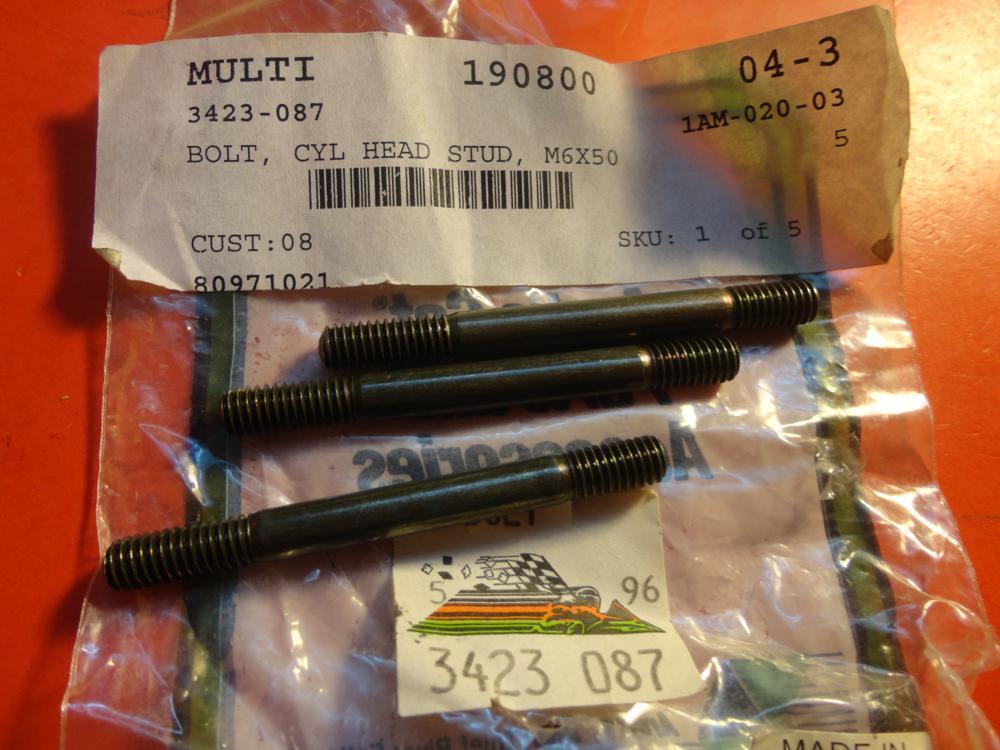 MULTI 190800 04-3
3423-087 1AM-020-03
5
BOLT, CYL HEAD STUD, M6X50
CUST:08 SKU: 1 of 5
80971021
Accessories
5 96
3423 087
MADE IN